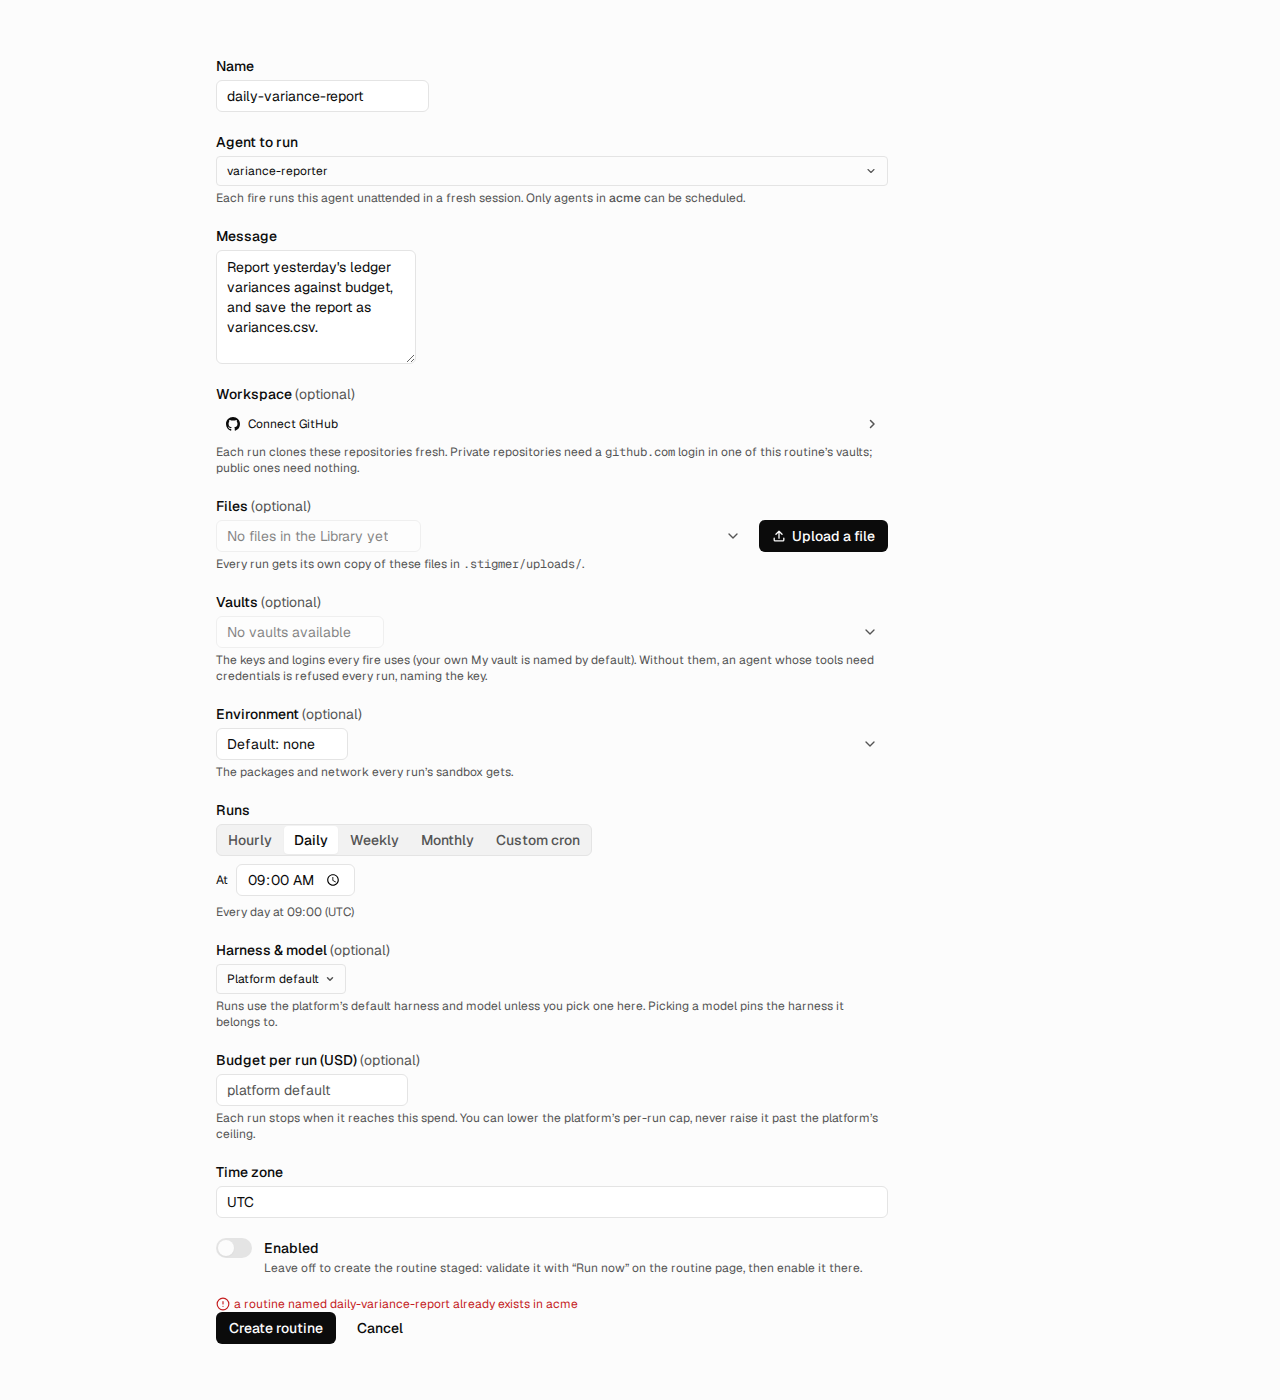 Name
daily-variance-report
Agent to run
variance-reporter
Each fire runs this agent unattended in a fresh session. Only agents in acme can be scheduled.
Message
Report yesterday's ledger
variances against budget,
and save the report as
variances.csv.
Workspace (optional)
Connect GitHub
Each run clones these repositories fresh. Private repositories need a github.com login in one of this routine's vaults;
public ones need nothing.
Files (optional)
No files in the Library yet
Upload a file
Every run gets its own copy of these files in .stigmer/uploads/.
Vaults (optional)
No vaults available
The keys and logins every fire uses (your own My vault is named by default). Without them, an agent whose tools need
credentials is refused every run, naming the key.
Environment (optional)
Default: none
The packages and network every run's sandbox gets.
Runs
Hourly Daily Weekly Monthly Custom cron
At 09:00 AM
Every day at 09:00 (UTC)
Harness & model (optional)
Platform default
Runs use the platform's default harness and model unless you pick one here. Picking a model pins the harness it
belongs to.
Budget per run (USD) (optional)
platform default
Each run stops when it reaches this spend. You can lower the platform's per-run cap, never raise it past the platform's
ceiling.
Time zone
UTC
Enabled
Leave off to create the routine staged: validate it with “Run now” on the routine page, then enable it there.
a routine named daily-variance-report already exists in acme
Create routine Cancel